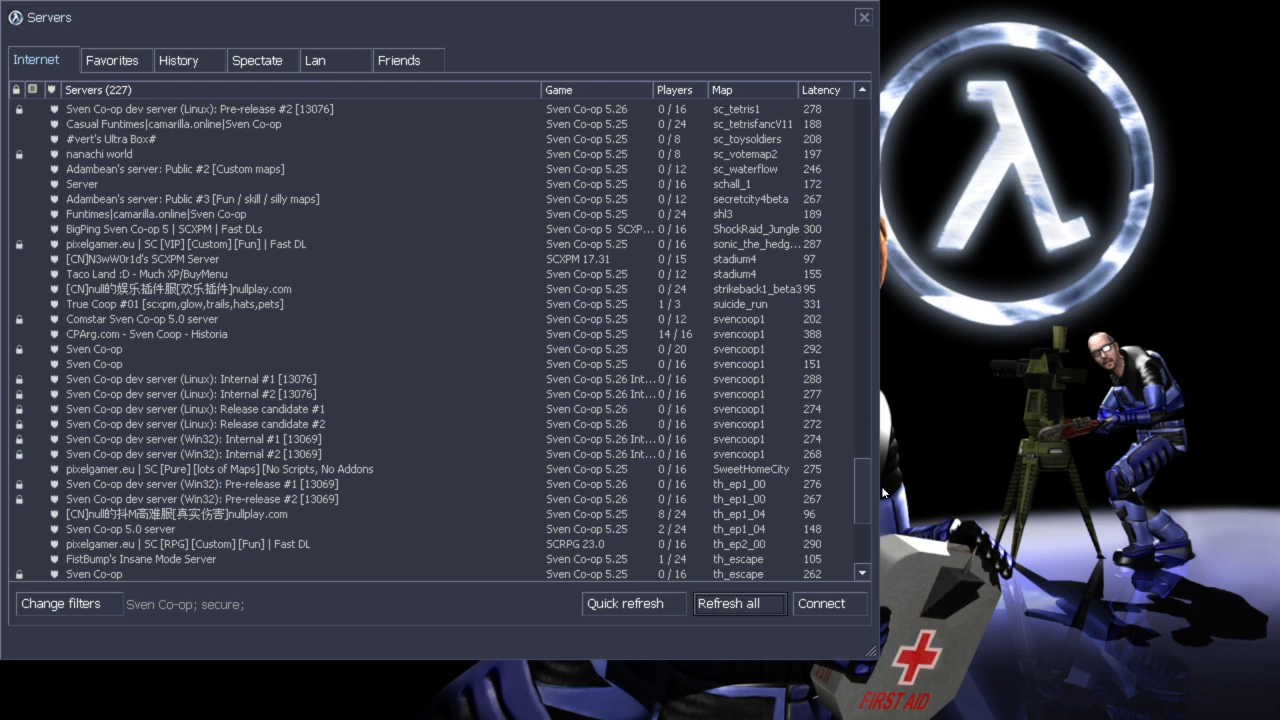 Servers
Internet Favorites History Spectate Lan Friends
Servers (227) Game Players Map Latency
Sven Co-op dev server (Linux): Pre-release #2 [13076] Sven Co-op 5.26 0 / 16 sc_tetris1 278
Casual Funtimes|camarilla.online|Sven Co-op Sven Co-op 5.25 0 / 24 sc_tetrisfancV11 188
#vert's Ultra Box# Sven Co-op 5.25 0 / 8 sc_toysoldiers 208
nanachi world Sven Co-op 5.25 0 / 8 sc_votemap2 197
Adambean's server: Public #2 [Custom maps] Sven Co-op 5.25 0 / 12 sc_waterflow 246
Server Sven Co-op 5.25 0 / 16 schall_1 172
Adambean's server: Public #3 [Fun / skill / silly maps] Sven Co-op 5.25 0 / 12 secretcity4beta 267
Funtimes|camarilla.online|Sven Co-op Sven Co-op 5.25 0 / 24 shl3 189
BigPing Sven Co-op 5 | SCXPM | Fast DLs Sven Co-op 5 SCXP... 0 / 16 ShockRaid_Jungle 300
pixelgamer.eu | SC [VIP] [Custom] [Fun] | Fast DL Sven Co-op 5.25 0 / 16 sonic_the_hedg... 287
[CN]N3wW0r1d's SCXPM Server SCXPM 17.31 0 / 15 stadium4 97
Taco Land :D - Much XP/BuyMenu Sven Co-op 5.25 0 / 12 stadium4 155
[CN]null的娱乐插件服[欢乐插件]nullplay.com Sven Co-op 5.25 0 / 24 strikeback1_beta3 95
True Coop #01 [scxpm,glow,trails,hats,pets] Sven Co-op 5.25 1 / 3 suicide_run 331
Comstar Sven Co-op 5.0 server Sven Co-op 5.25 0 / 12 svencoop1 202
CPArg.com - Sven Coop - Historia Sven Co-op 5.25 14 / 16 svencoop1 388
Sven Co-op Sven Co-op 5.25 0 / 20 svencoop1 292
Sven Co-op Sven Co-op 5.25 0 / 16 svencoop1 151
Sven Co-op dev server (Linux): Internal #1 [13076] Sven Co-op 5.26 Int... 0 / 16 svencoop1 288
Sven Co-op dev server (Linux): Internal #2 [13076] Sven Co-op 5.26 Int... 0 / 16 svencoop1 277
Sven Co-op dev server (Linux): Release candidate #1 Sven Co-op 5.26 0 / 16 svencoop1 274
Sven Co-op dev server (Linux): Release candidate #2 Sven Co-op 5.26 0 / 16 svencoop1 272
Sven Co-op dev server (Win32): Internal #1 [13069] Sven Co-op 5.26 Int... 0 / 16 svencoop1 274
Sven Co-op dev server (Win32): Internal #2 [13069] Sven Co-op 5.26 Int... 0 / 16 svencoop1 268
pixelgamer.eu | SC [Pure] [lots of Maps] [No Scripts, No Addons Sven Co-op 5.25 0 / 16 SweetHomeCity 275
Sven Co-op dev server (Win32): Pre-release #1 [13069] Sven Co-op 5.26 0 / 16 th_ep1_00 276
Sven Co-op dev server (Win32): Pre-release #2 [13069] Sven Co-op 5.26 0 / 16 th_ep1_00 267
[CN]null的抖M高难服[真实伤害]nullplay.com Sven Co-op 5.25 8 / 24 th_ep1_04 96
Sven Co-op 5.0 server Sven Co-op 5.25 2 / 24 th_ep1_04 148
pixelgamer.eu | SC [RPG] [Custom] [Fun] | Fast DL SCRPG 23.0 0 / 16 th_ep2_00 290
FistBump's Insane Mode Server Sven Co-op 5.25 1 / 24 th_escape 105
Sven Co-op Sven Co-op 5.25 0 / 16 th_escape 262
Change filters Sven Co-op; secure; Quick refresh Refresh all Connect
FIRST AID